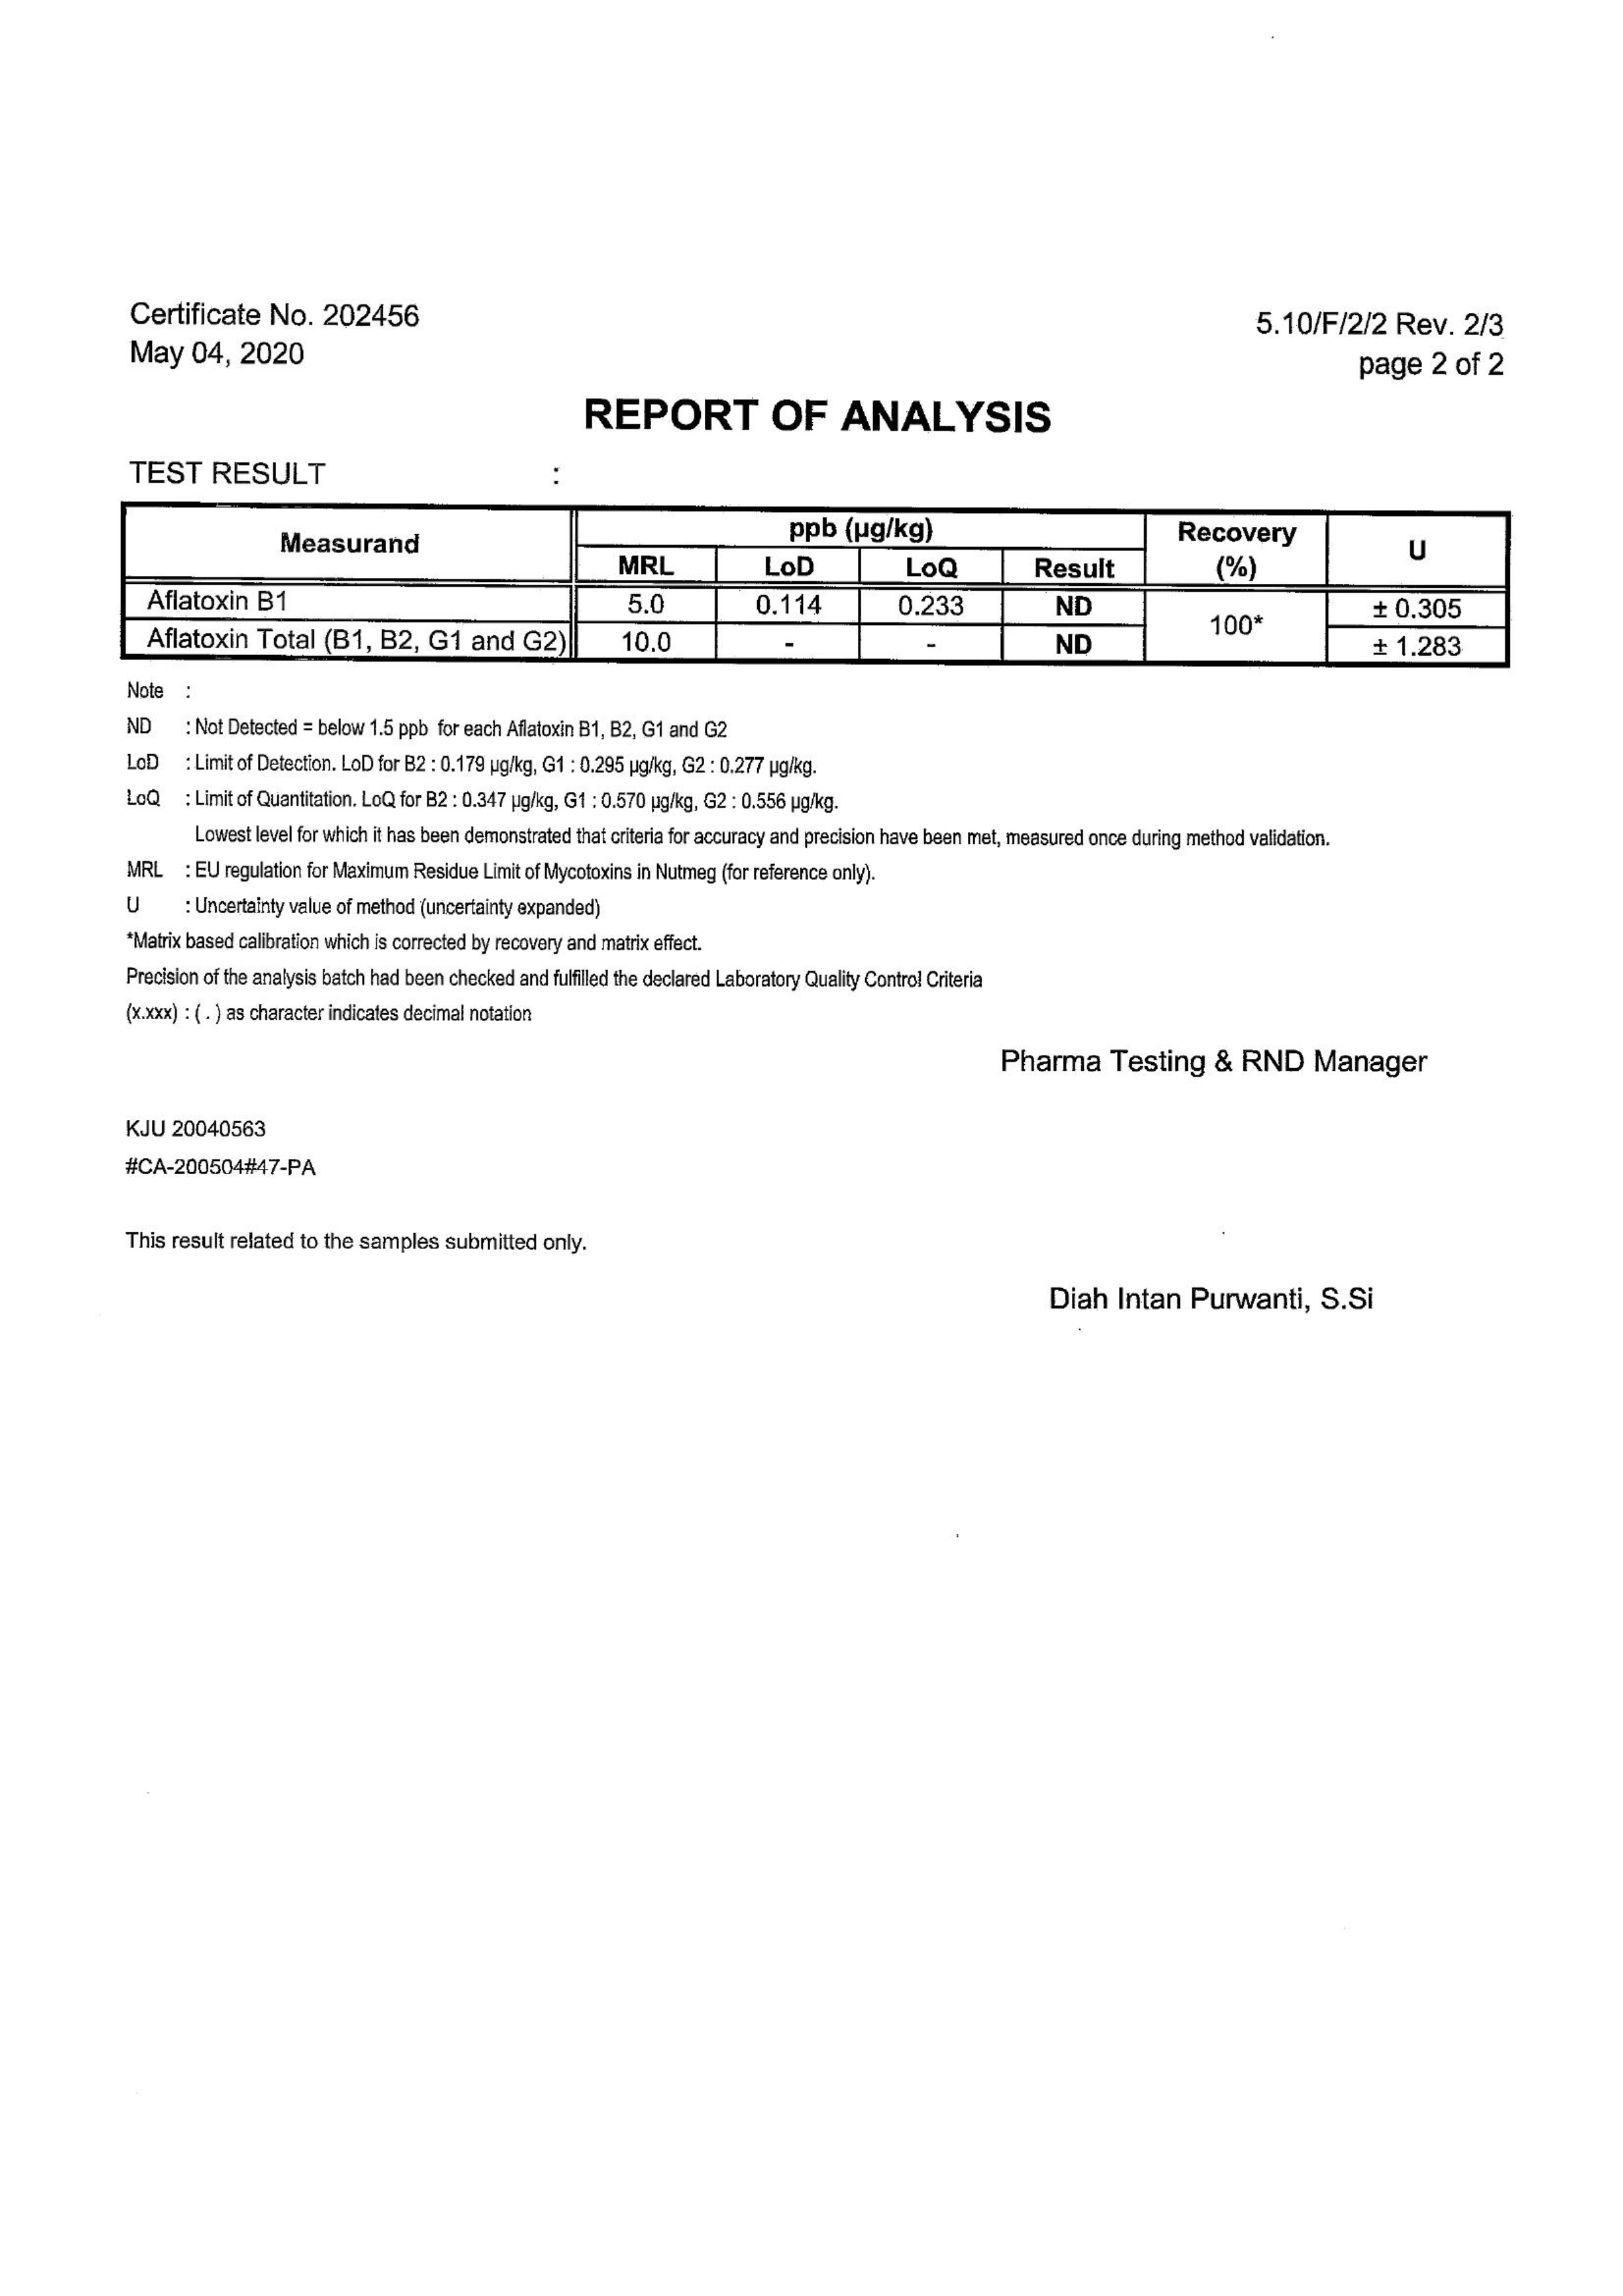 Certificate No. 202456
May 04, 2020
5.10/F/2/2 Rev. 2/3
page 2 of 2
REPORT OF ANALYSIS
TEST RESULT :
Measurand ppb (µg/kg) Recovery (%) U
MRL LoD LoQ Result
Aflatoxin B1 5.0 0.114 0.233 ND 100* ± 0.305
Aflatoxin Total (B1, B2, G1 and G2) 10.0 - - ND ± 1.283
Note :
ND : Not Detected = below 1.5 ppb for each Aflatoxin B1, B2, G1 and G2
LoD : Limit of Detection. LoD for B2 : 0.179 µg/kg, G1 : 0.295 µg/kg, G2 : 0.277 µg/kg.
LoQ : Limit of Quantitation. LoQ for B2 : 0.347 µg/kg, G1 : 0.570 µg/kg, G2 : 0.556 µg/kg.
Lowest level for which it has been demonstrated that criteria for accuracy and precision have been met, measured once during method validation.
MRL : EU regulation for Maximum Residue Limit of Mycotoxins in Nutmeg (for reference only).
U : Uncertainty value of method (uncertainty expanded)
*Matrix based calibration which is corrected by recovery and matrix effect.
Precision of the analysis batch had been checked and fulfilled the declared Laboratory Quality Control Criteria
(x.xxx) : ( . ) as character indicates decimal notation
Pharma Testing & RND Manager
KJU 20040563
#CA-200504#47-PA
This result related to the samples submitted only.
Diah Intan Purwanti, S.Si